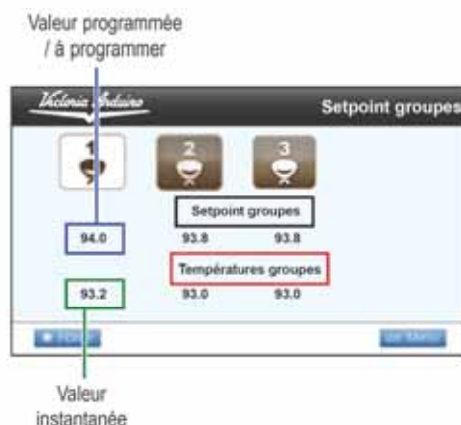 Valeur programmée
/ à programmer
Victoria Arduino
Setpoint groupes
1 2 3
Setpoint groupes
94.0 93.8 93.8
Températures groupes
93.2 93.0 93.0
Menu
Valeur
instantanée